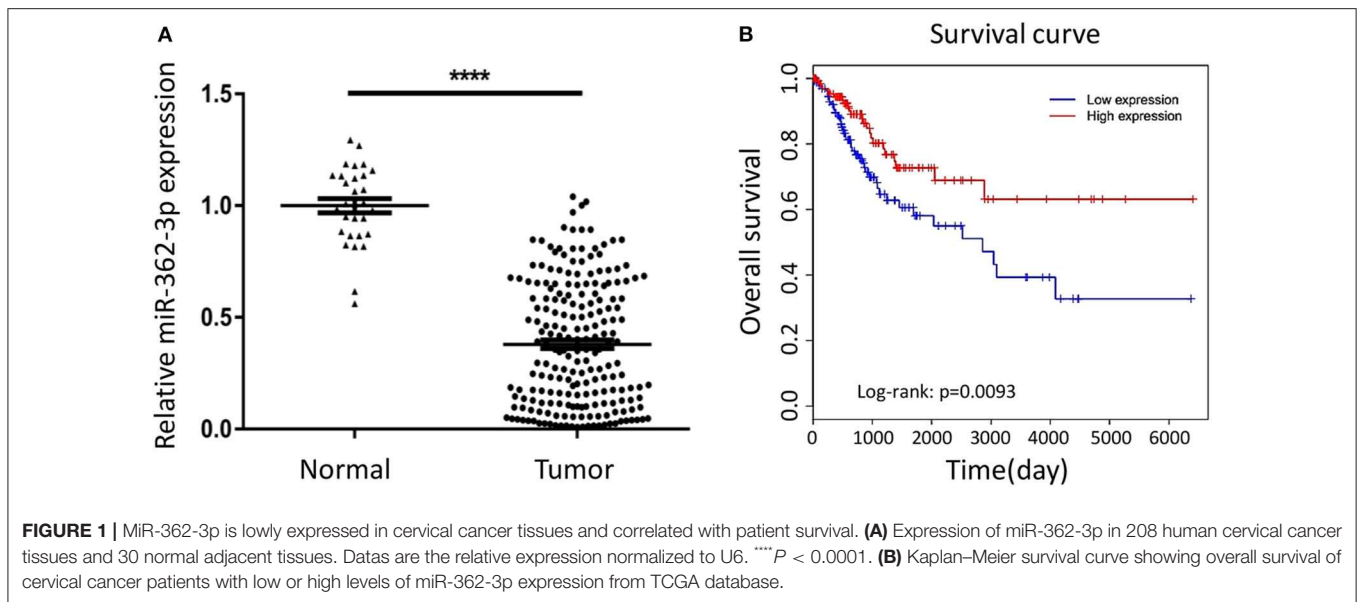 A
****
Relative miR-362-3p expression
1.5
1.0
0.5
0.0
Normal Tumor
B
Survival curve
Low expression
High expression
Overall survival
1.0
0.8
0.6
0.4
0.2
0.0
Log-rank: p=0.0093
0 1000 2000 3000 4000 5000 6000
Time(day)
FIGURE 1 | MiR-362-3p is lowly expressed in cervical cancer tissues and correlated with patient survival. (A) Expression of miR-362-3p in 208 human cervical cancer
tissues and 30 normal adjacent tissues. Datas are the relative expression normalized to U6. ****P < 0.0001. (B) Kaplan–Meier survival curve showing overall survival of
cervical cancer patients with low or high levels of miR-362-3p expression from TCGA database.